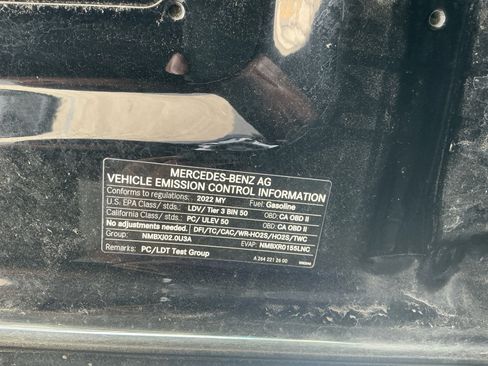 MERCEDES-BENZ AG
VEHICLE EMISSION CONTROL INFORMATION
Conforms to regulations: 2022 MY Fuel: Gasoline
U.S. EPA Class/ stds: LDV/ Tier 3 BIN 50 OBD: CA OBD II
California Class/ stds: PC/ ULEV 50 OBD: CA OBD II
No adjustments needed. DFI/TC/CAC/WR-HO2S/HO2S/TWC
Group: NMBXJ02.0U3A EVAP: NMBXR0155LNC
Remarks: PC/LDT Test Group A 264 221 26 00